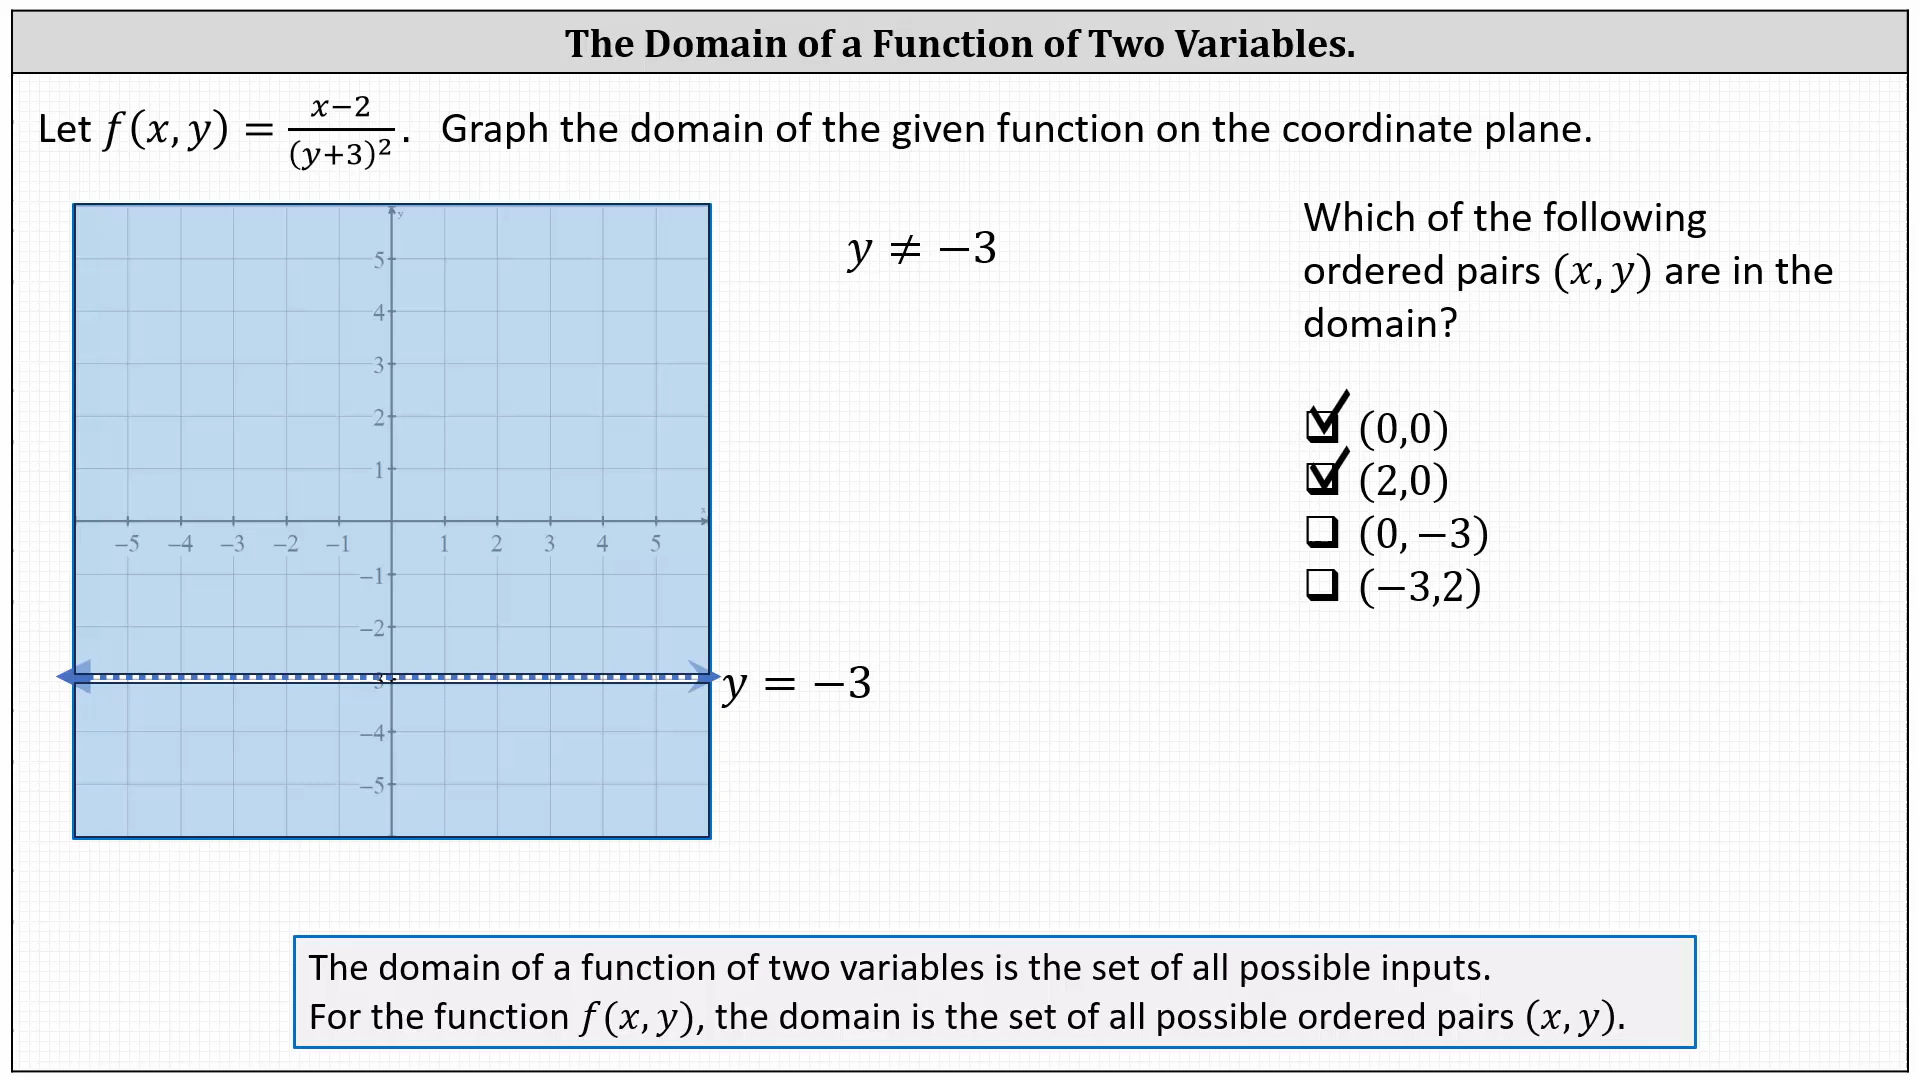 The Domain of a Function of Two Variables.
Let f(x, y) = (x−2)/(y+3)². Graph the domain of the given function on the coordinate plane.
y
5
4
3
2
1
x
−5 −4 −3 −2 −1 1 2 3 4 5
−1
−2
3
−4
−5
y ≠ −3
y = −3
Which of the following
ordered pairs (x, y) are in the
domain?
(0,0)
(2,0)
(0, −3)
(−3,2)
The domain of a function of two variables is the set of all possible inputs.
For the function f(x, y), the domain is the set of all possible ordered pairs (x, y).